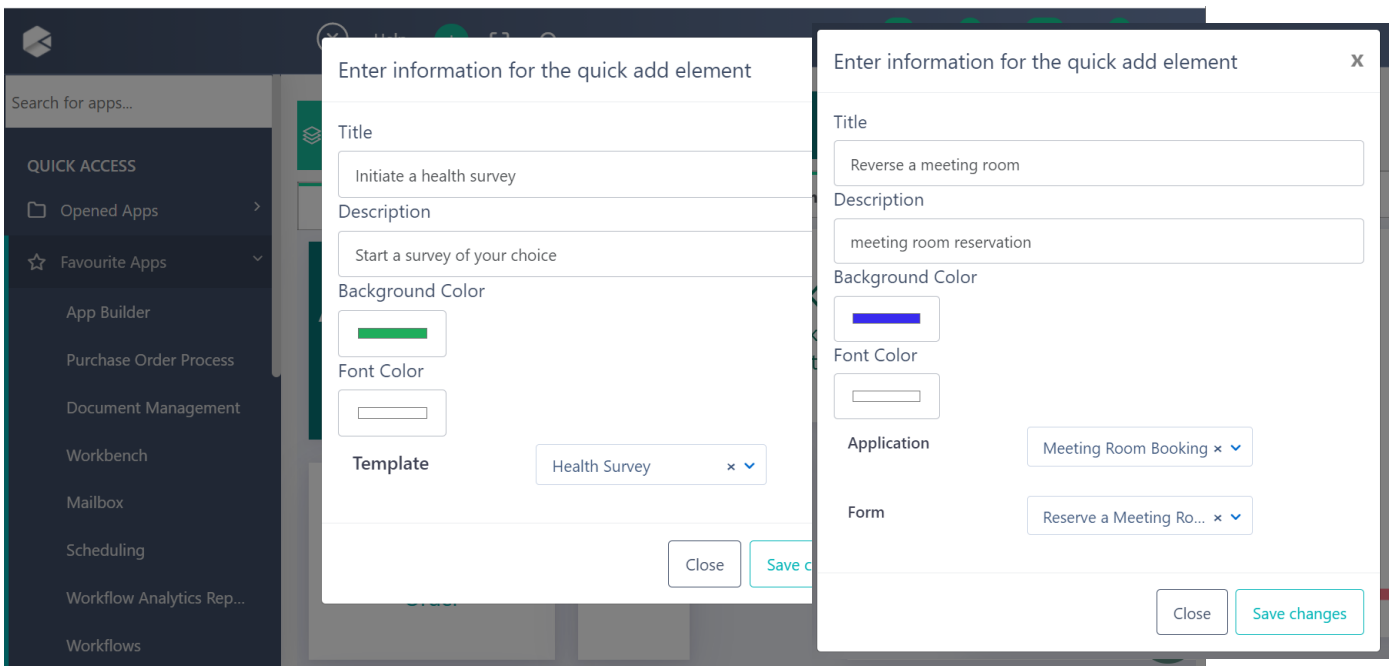 Help
Search for apps...
QUICK ACCESS
Opened Apps
Favourite Apps
App Builder
Purchase Order Process
Document Management
Workbench
Mailbox
Scheduling
Workflow Analytics Rep...
Workflows
Enter information for the quick add element
Title
Initiate a health survey
Description
Start a survey of your choice
Background Color
Font Color
Template
Health Survey ×
Close
Save c
Enter information for the quick add element
X
Title
Reverse a meeting room
Description
meeting room reservation
Background Color
Font Color
Application
Meeting Room Booking ×
Form
Reserve a Meeting Ro... ×
Close
Save changes